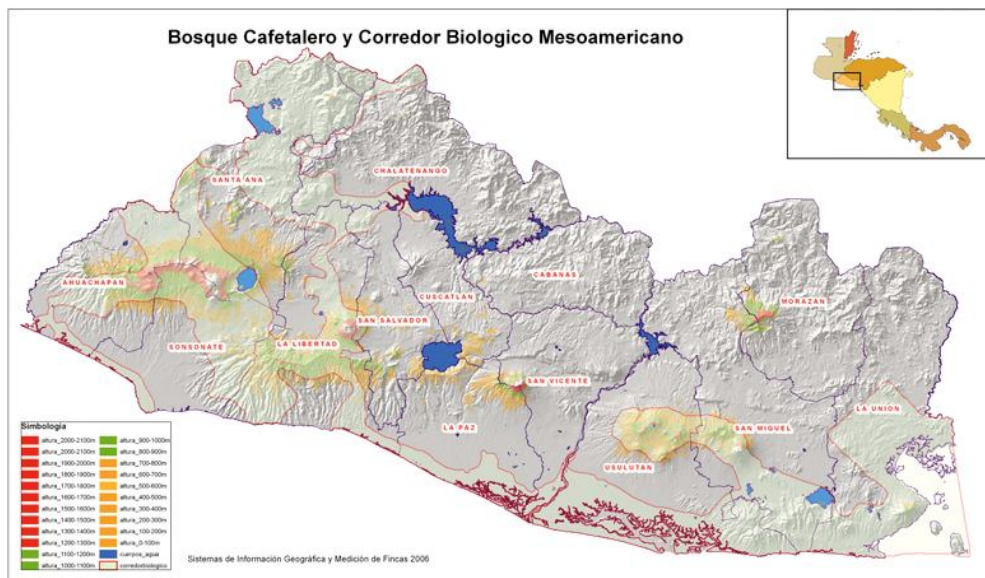 Bosque Cafetalero y Corredor Biologico Mesoamericano
CHALATENANGO
SANTA ANA
AHUACHAPAN
CABANAS
CUSCATLAN
MORAZAN
SAN SALVADOR
SONSONATE
LA LIBERTAD
SAN VICENTE
LA UNION
LA PAZ
SAN MIGUEL
USULUTAN
Simbología
altura_2000-2100m
altura_2000-2100m
altura_1900-2000m
altura_1800-1900m
altura_1700-1800m
altura_1600-1700m
altura_1500-1600m
altura_1400-1500m
altura_1300-1400m
altura_1200-1300m
altura_1100-1200m
altura_1000-1100m
altura_900-1000m
altura_800-900m
altura_700-800m
altura_600-700m
altura_500-600m
altura_400-500m
altura_300-400m
altura_200-300m
altura_100-200m
altura_0-100m
cuerpos_agua
corredorbiologico
Sistemas de Información Geográfica y Medición de Fincas 2006